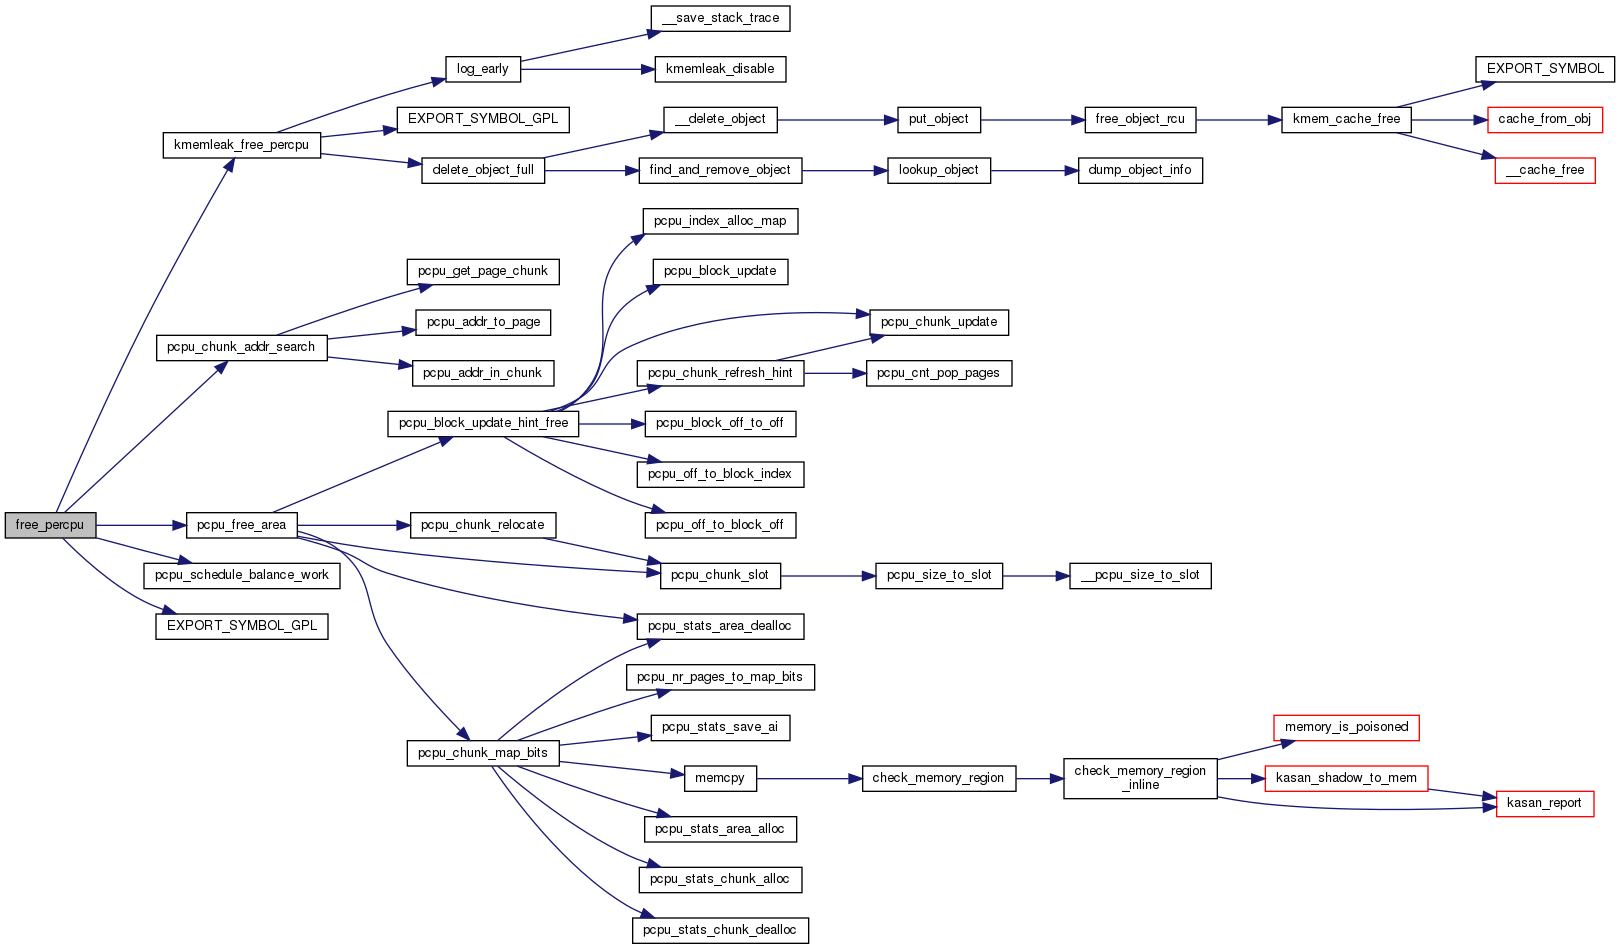 __save_stack_trace
log_early
kmemleak_disable
EXPORT_SYMBOL
EXPORT_SYMBOL_GPL
__delete_object
put_object
free_object_rcu
kmem_cache_free
cache_from_obj
kmemleak_free_percpu
delete_object_full
find_and_remove_object
lookup_object
dump_object_info
__cache_free
pcpu_index_alloc_map
pcpu_get_page_chunk
pcpu_block_update
pcpu_addr_to_page
pcpu_chunk_update
pcpu_chunk_addr_search
pcpu_addr_in_chunk
pcpu_chunk_refresh_hint
pcpu_cnt_pop_pages
pcpu_block_update_hint_free
pcpu_block_off_to_off
pcpu_off_to_block_index
free_percpu
pcpu_free_area
pcpu_chunk_relocate
pcpu_off_to_block_off
pcpu_schedule_balance_work
pcpu_chunk_slot
pcpu_size_to_slot
__pcpu_size_to_slot
EXPORT_SYMBOL_GPL
pcpu_stats_area_dealloc
pcpu_nr_pages_to_map_bits
pcpu_stats_save_ai
memory_is_poisoned
pcpu_chunk_map_bits
memcpy
check_memory_region
check_memory_region
_inline
kasan_shadow_to_mem
kasan_report
pcpu_stats_area_alloc
pcpu_stats_chunk_alloc
pcpu_stats_chunk_dealloc